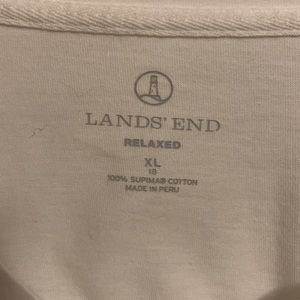 LANDS' END
RELAXED
XL
18
100% SUPIMA® COTTON
MADE IN PERU